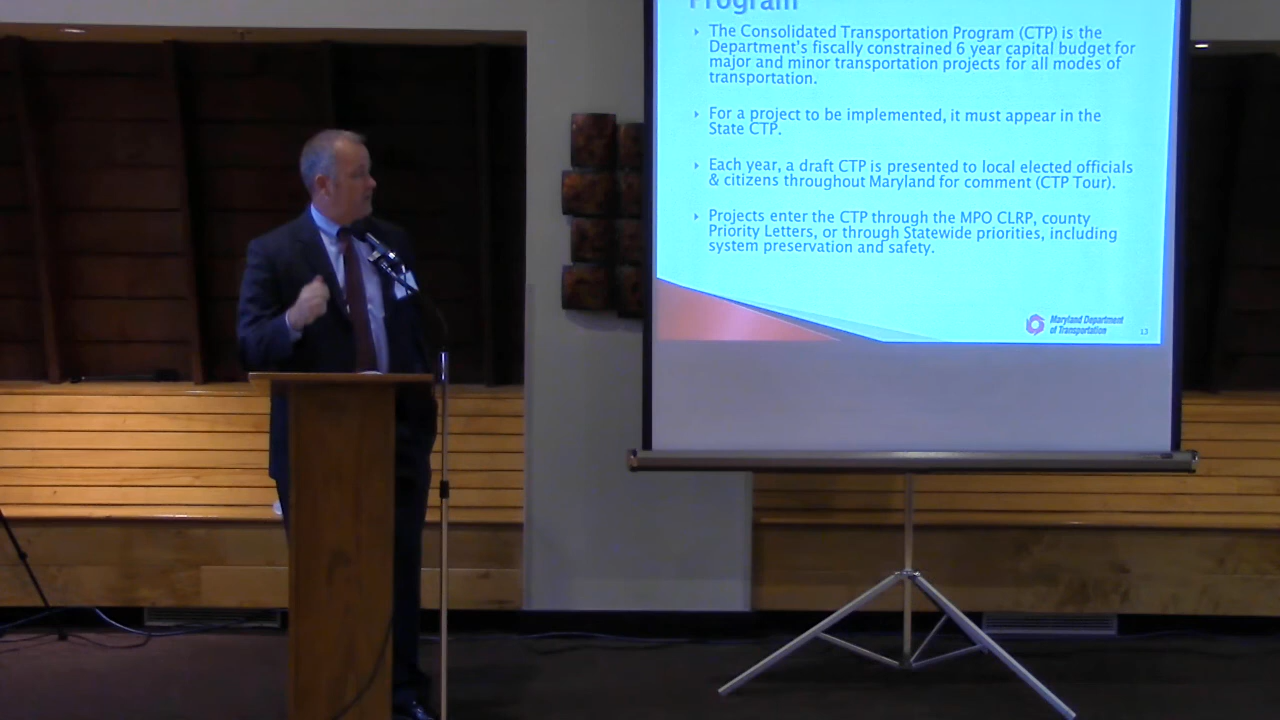 Program
The Consolidated Transportation Program (CTP) is the
Department's fiscally constrained 6 year capital budget for
major and minor transportation projects for all modes of
transportation.
For a project to be implemented, it must appear in the
State CTP.
Each year, a draft CTP is presented to local elected officials
& citizens throughout Maryland for comment (CTP Tour).
Projects enter the CTP through the MPO CLRP, county
Priority Letters, or through Statewide priorities, including
system preservation and safety.
Maryland Department
of Transportation
13